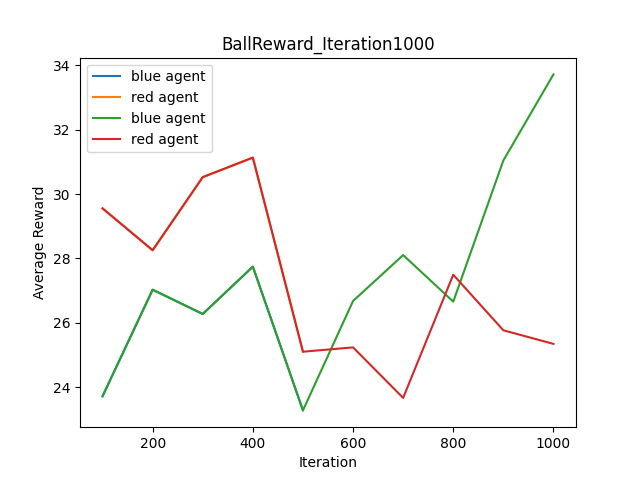 BallReward_Iteration1000
blue agent
red agent
blue agent
red agent
34
32
30
28
26
24
Average Reward
200
400
600
800
1000
Iteration